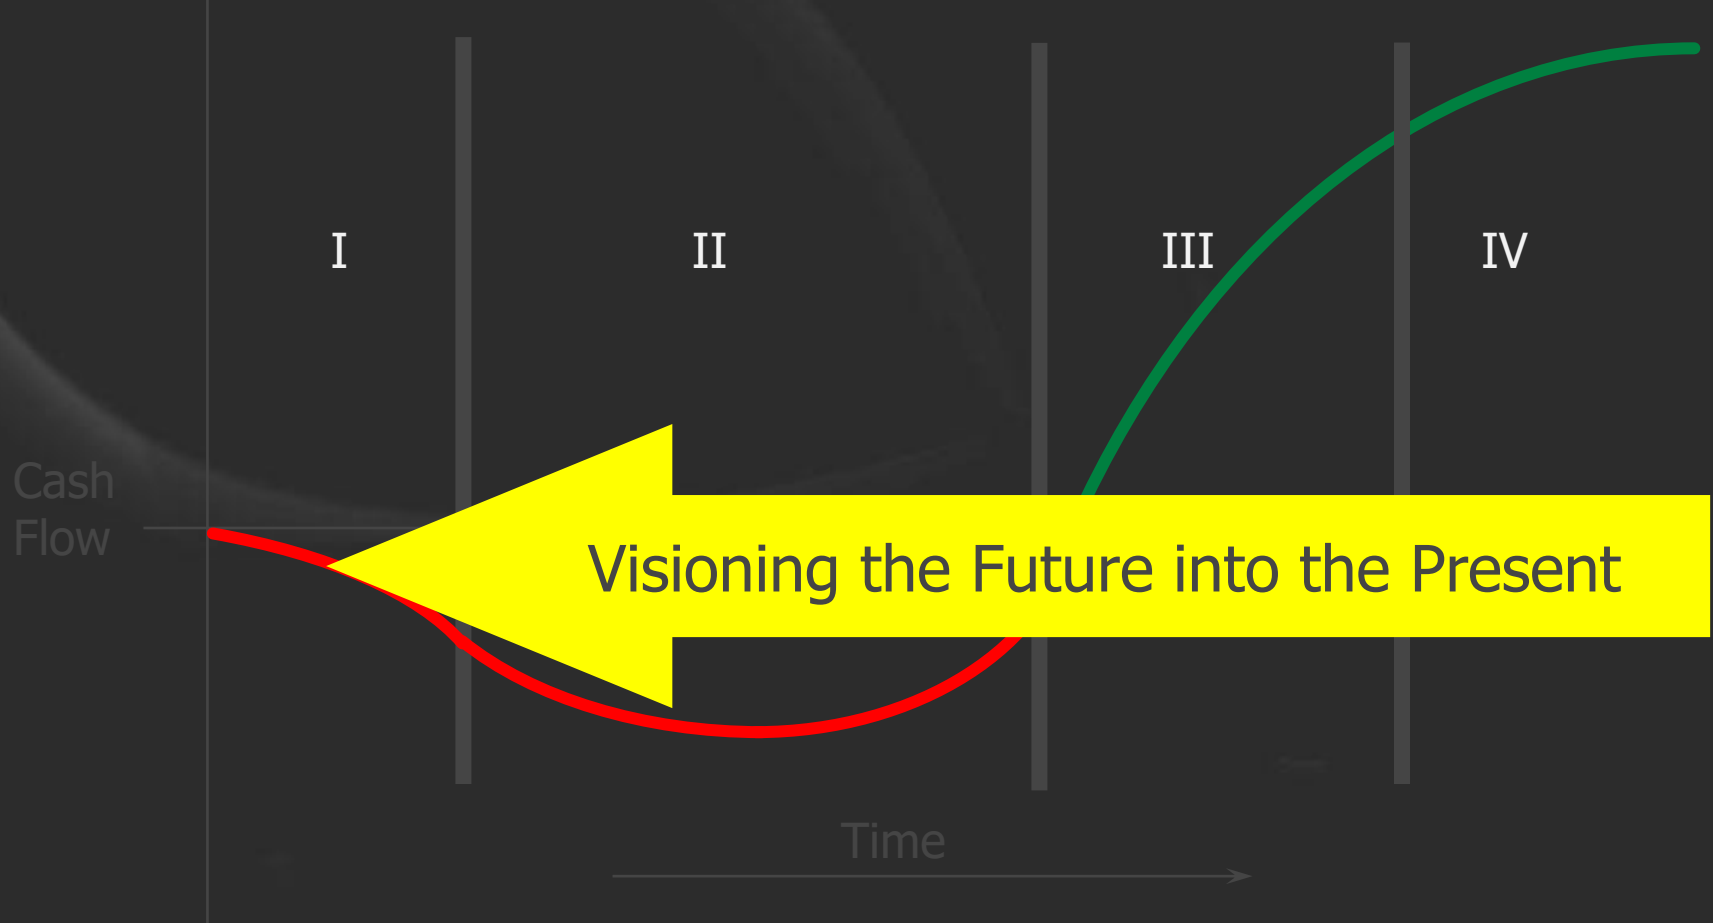 I
II
III
IV
Cash
Flow
Visioning the Future into the Present
Time